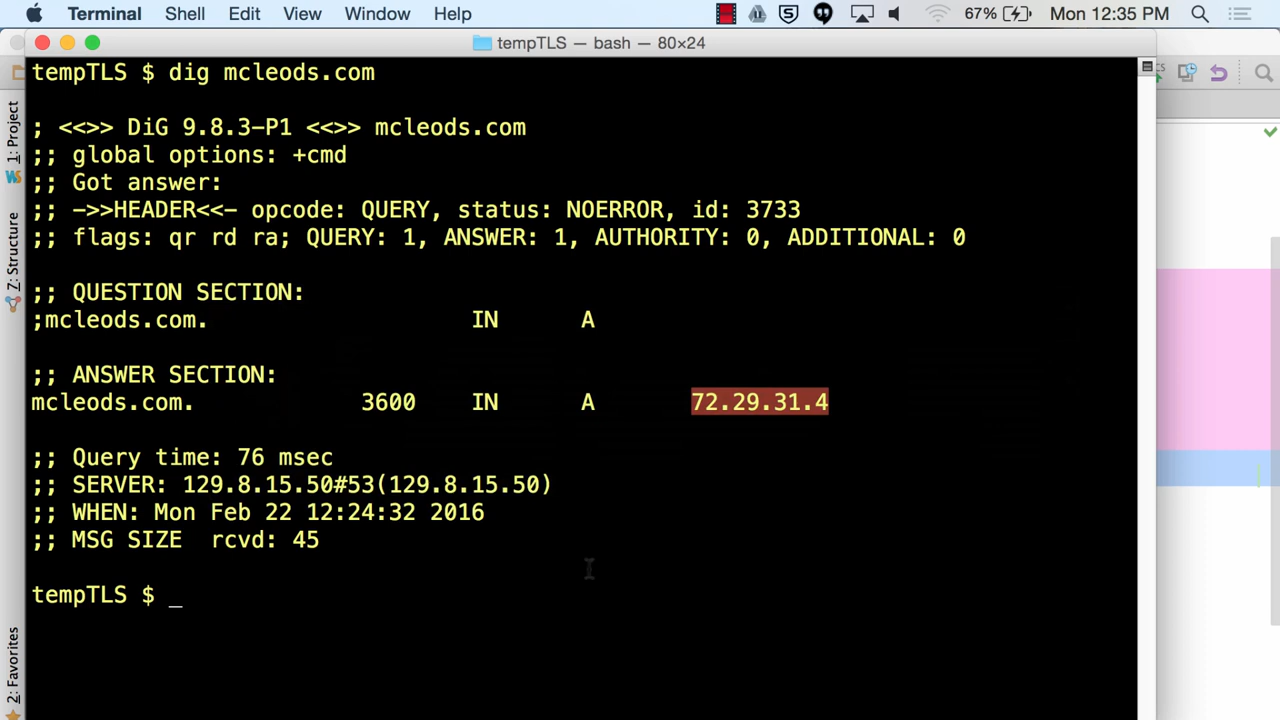 Terminal Shell Edit View Window Help 67% Mon 12:35 PM
tempTLS — bash — 80×24
tempTLS $ dig mcleods.com
; <<>> DiG 9.8.3-P1 <<>> mcleods.com
;; global options: +cmd
;; Got answer:
;; ->>HEADER<<- opcode: QUERY, status: NOERROR, id: 3733
;; flags: qr rd ra; QUERY: 1, ANSWER: 1, AUTHORITY: 0, ADDITIONAL: 0
;; QUESTION SECTION:
;mcleods.com. IN A
;; ANSWER SECTION:
mcleods.com. 3600 IN A 72.29.31.4
;; Query time: 76 msec
;; SERVER: 129.8.15.50#53(129.8.15.50)
;; WHEN: Mon Feb 22 12:24:32 2016
;; MSG SIZE rcvd: 45
tempTLS $ _
1: Project
7: Structure
2: Favorites